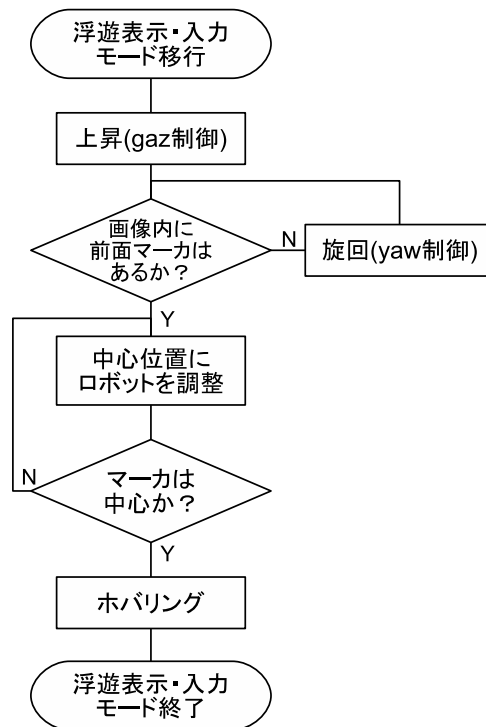 浮遊表示・入力
モード移行
上昇(gaz制御)
画像内に
前面マーカは
あるか？
N
旋回(yaw制御)
Y
中心位置に
ロボットを調整
N
マーカは
中心か？
Y
ホバリング
浮遊表示・入力
モード終了